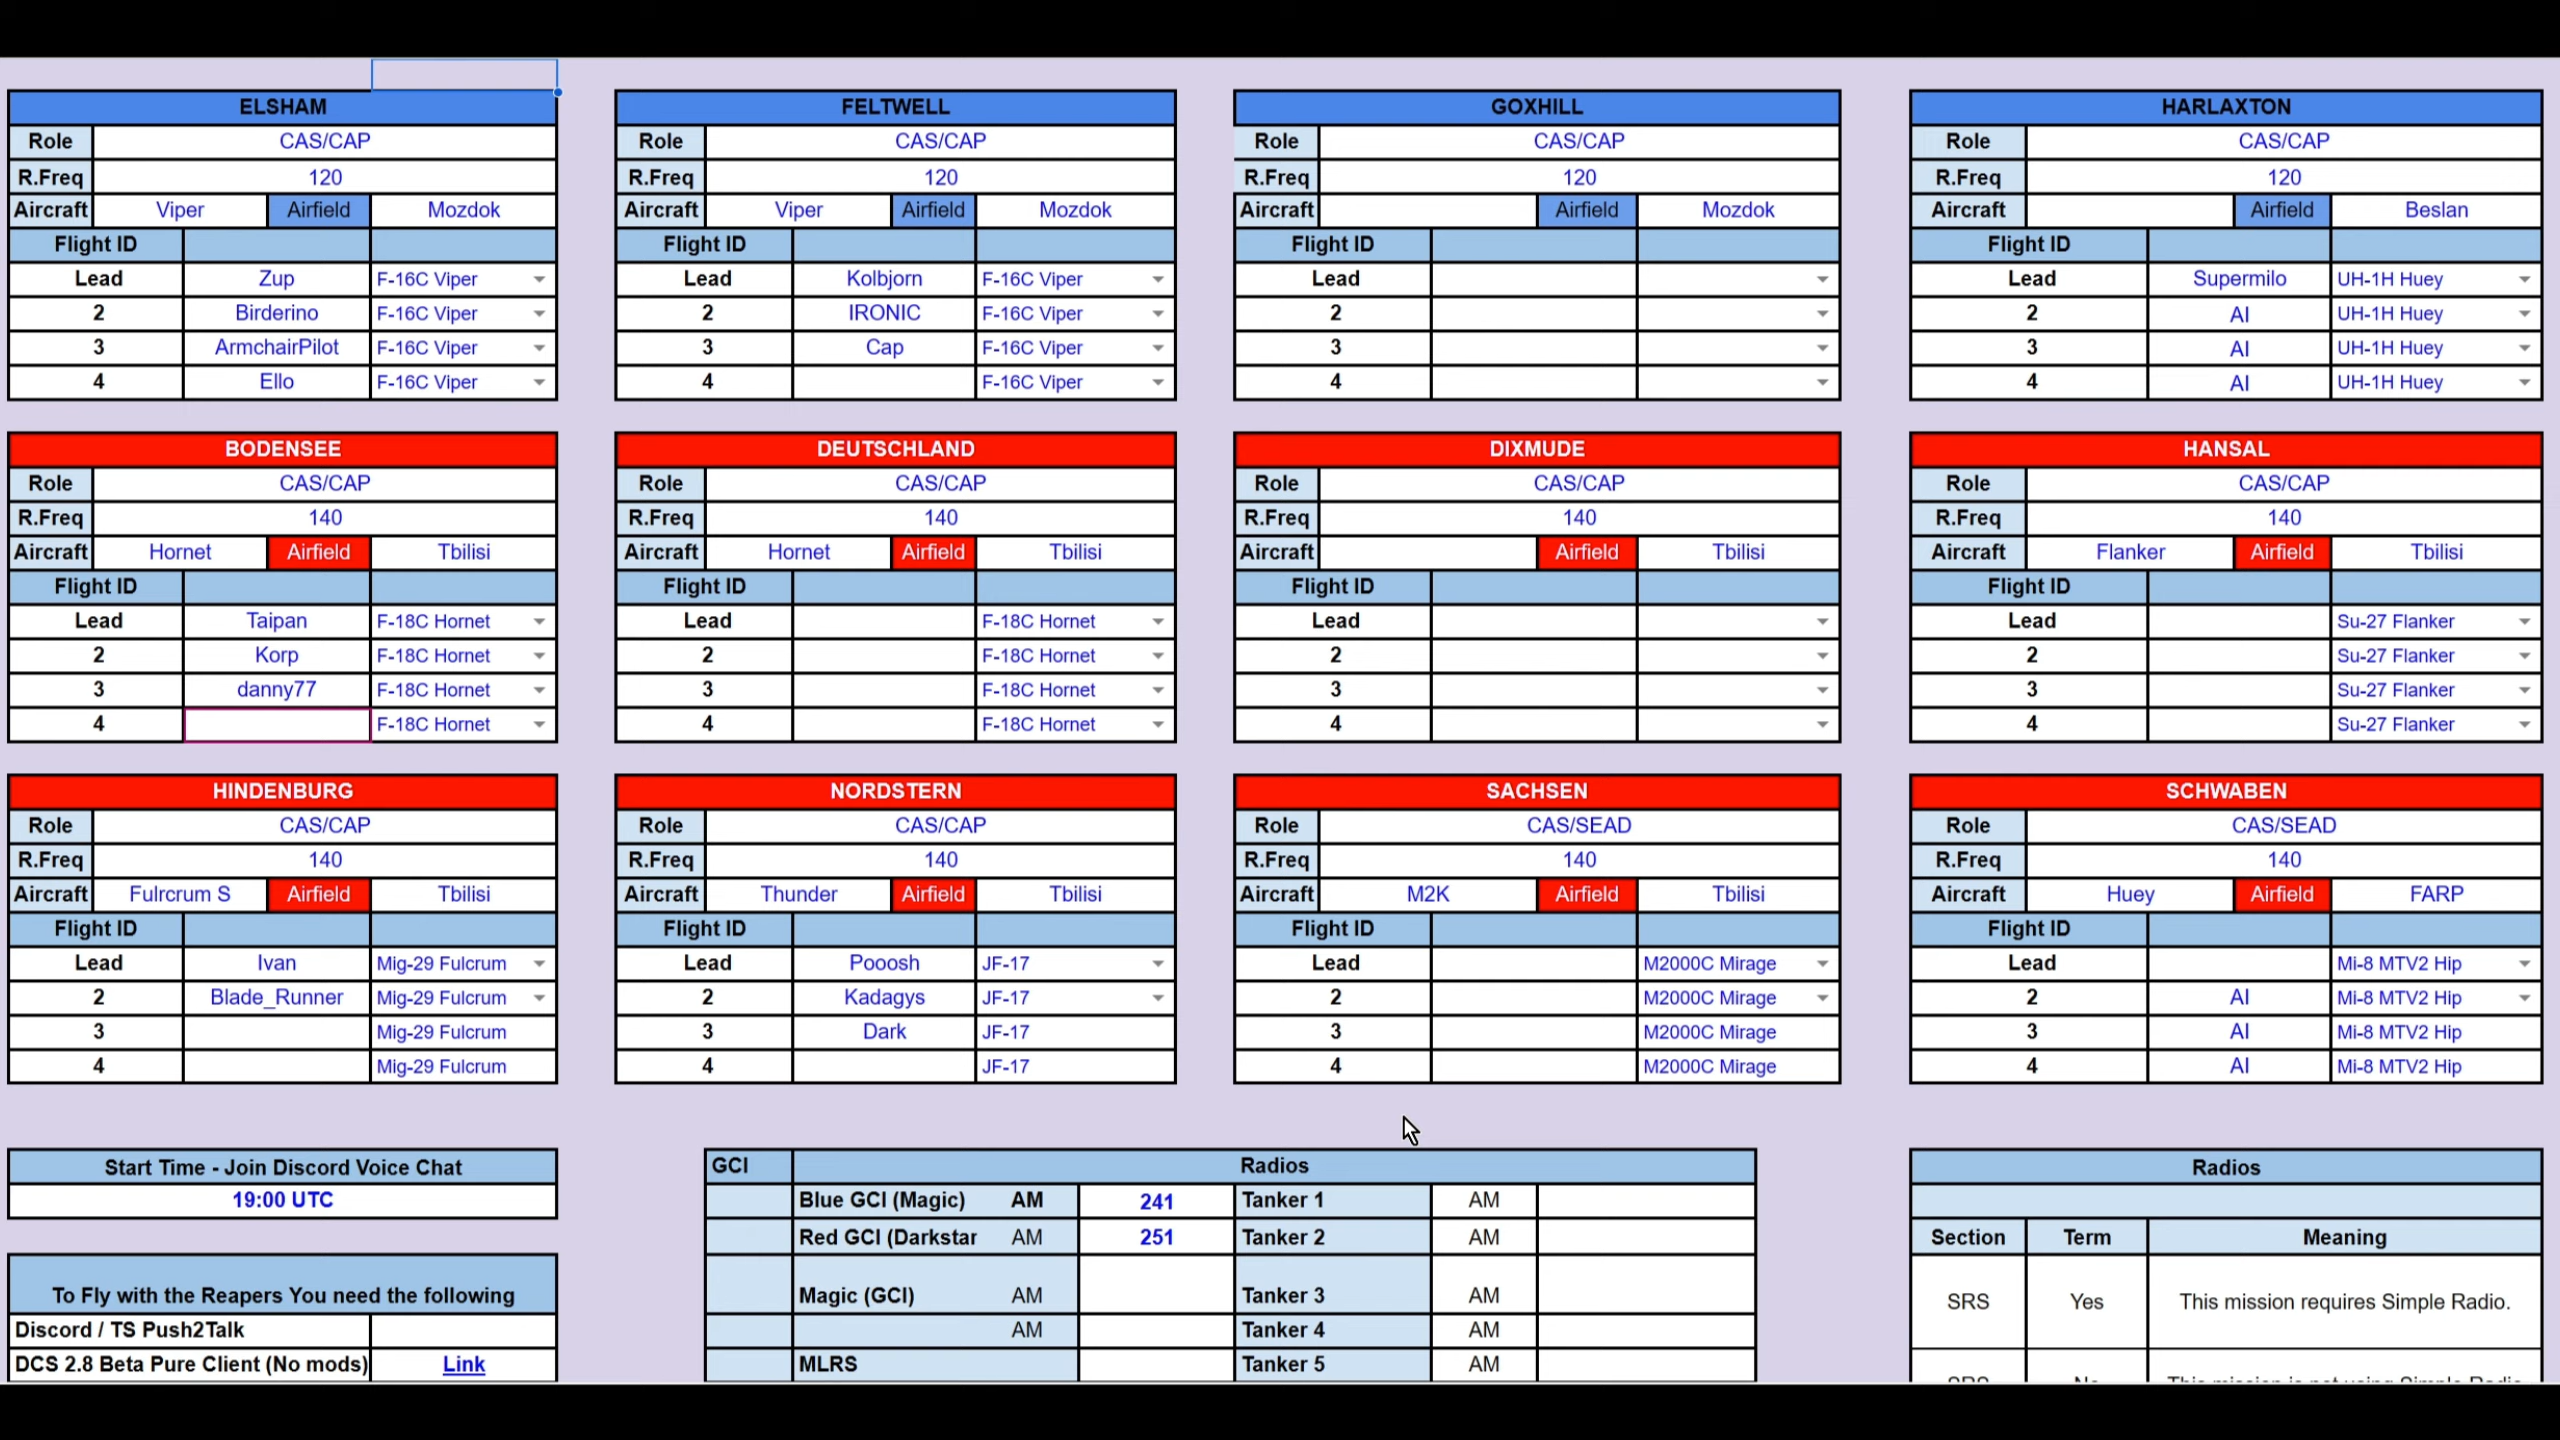 ELSHAM FELTWELL GOXHILL HARLAXTON
Role CAS/CAP Role CAS/CAP Role CAS/CAP Role CAS/CAP
R.Freq 120 R.Freq 120 R.Freq 120 R.Freq 120
Aircraft Viper Airfield Mozdok Aircraft Viper Airfield Mozdok Aircraft Airfield Mozdok Aircraft Airfield Beslan
Flight ID Flight ID Flight ID Flight ID
Lead Zup F-16C Viper Lead Kolbjorn F-16C Viper Lead Lead Supermilo UH-1H Huey
2 Birderino F-16C Viper 2 IRONIC F-16C Viper 2 2 AI UH-1H Huey
3 ArmchairPilot F-16C Viper 3 Cap F-16C Viper 3 3 AI UH-1H Huey
4 Ello F-16C Viper 4 F-16C Viper 4 4 AI UH-1H Huey
BODENSEE DEUTSCHLAND DIXMUDE HANSAL
Role CAS/CAP Role CAS/CAP Role CAS/CAP Role CAS/CAP
R.Freq 140 R.Freq 140 R.Freq 140 R.Freq 140
Aircraft Hornet Airfield Tbilisi Aircraft Hornet Airfield Tbilisi Aircraft Airfield Tbilisi Aircraft Flanker Airfield Tbilisi
Flight ID Flight ID Flight ID Flight ID
Lead Taipan F-18C Hornet Lead F-18C Hornet Lead Lead Su-27 Flanker
2 Korp F-18C Hornet 2 F-18C Hornet 2 2 Su-27 Flanker
3 danny77 F-18C Hornet 3 F-18C Hornet 3 3 Su-27 Flanker
4 F-18C Hornet 4 F-18C Hornet 4 4 Su-27 Flanker
HINDENBURG NORDSTERN SACHSEN SCHWABEN
Role CAS/CAP Role CAS/CAP Role CAS/SEAD Role CAS/SEAD
R.Freq 140 R.Freq 140 R.Freq 140 R.Freq 140
Aircraft Fulrcrum S Airfield Tbilisi Aircraft Thunder Airfield Tbilisi Aircraft M2K Airfield Tbilisi Aircraft Huey Airfield FARP
Flight ID Flight ID Flight ID Flight ID
Lead Ivan Mig-29 Fulcrum Lead Pooosh JF-17 Lead M2000C Mirage Lead Mi-8 MTV2 Hip
2 Blade_Runner Mig-29 Fulcrum 2 Kadagys JF-17 2 M2000C Mirage 2 AI Mi-8 MTV2 Hip
3 Mig-29 Fulcrum 3 Dark JF-17 3 M2000C Mirage 3 AI Mi-8 MTV2 Hip
4 Mig-29 Fulcrum 4 JF-17 4 M2000C Mirage 4 AI Mi-8 MTV2 Hip
Start Time - Join Discord Voice Chat
19:00 UTC
To Fly with the Reapers You need the following
Discord / TS Push2Talk
DCS 2.8 Beta Pure Client (No mods) Link
GCI Radios
Blue GCI (Magic) AM 241 Tanker 1 AM
Red GCI (Darkstar AM 251 Tanker 2 AM
Magic (GCI) AM Tanker 3 AM
AM Tanker 4 AM
MLRS Tanker 5 AM
Radios
Section Term Meaning
SRS Yes This mission requires Simple Radio.